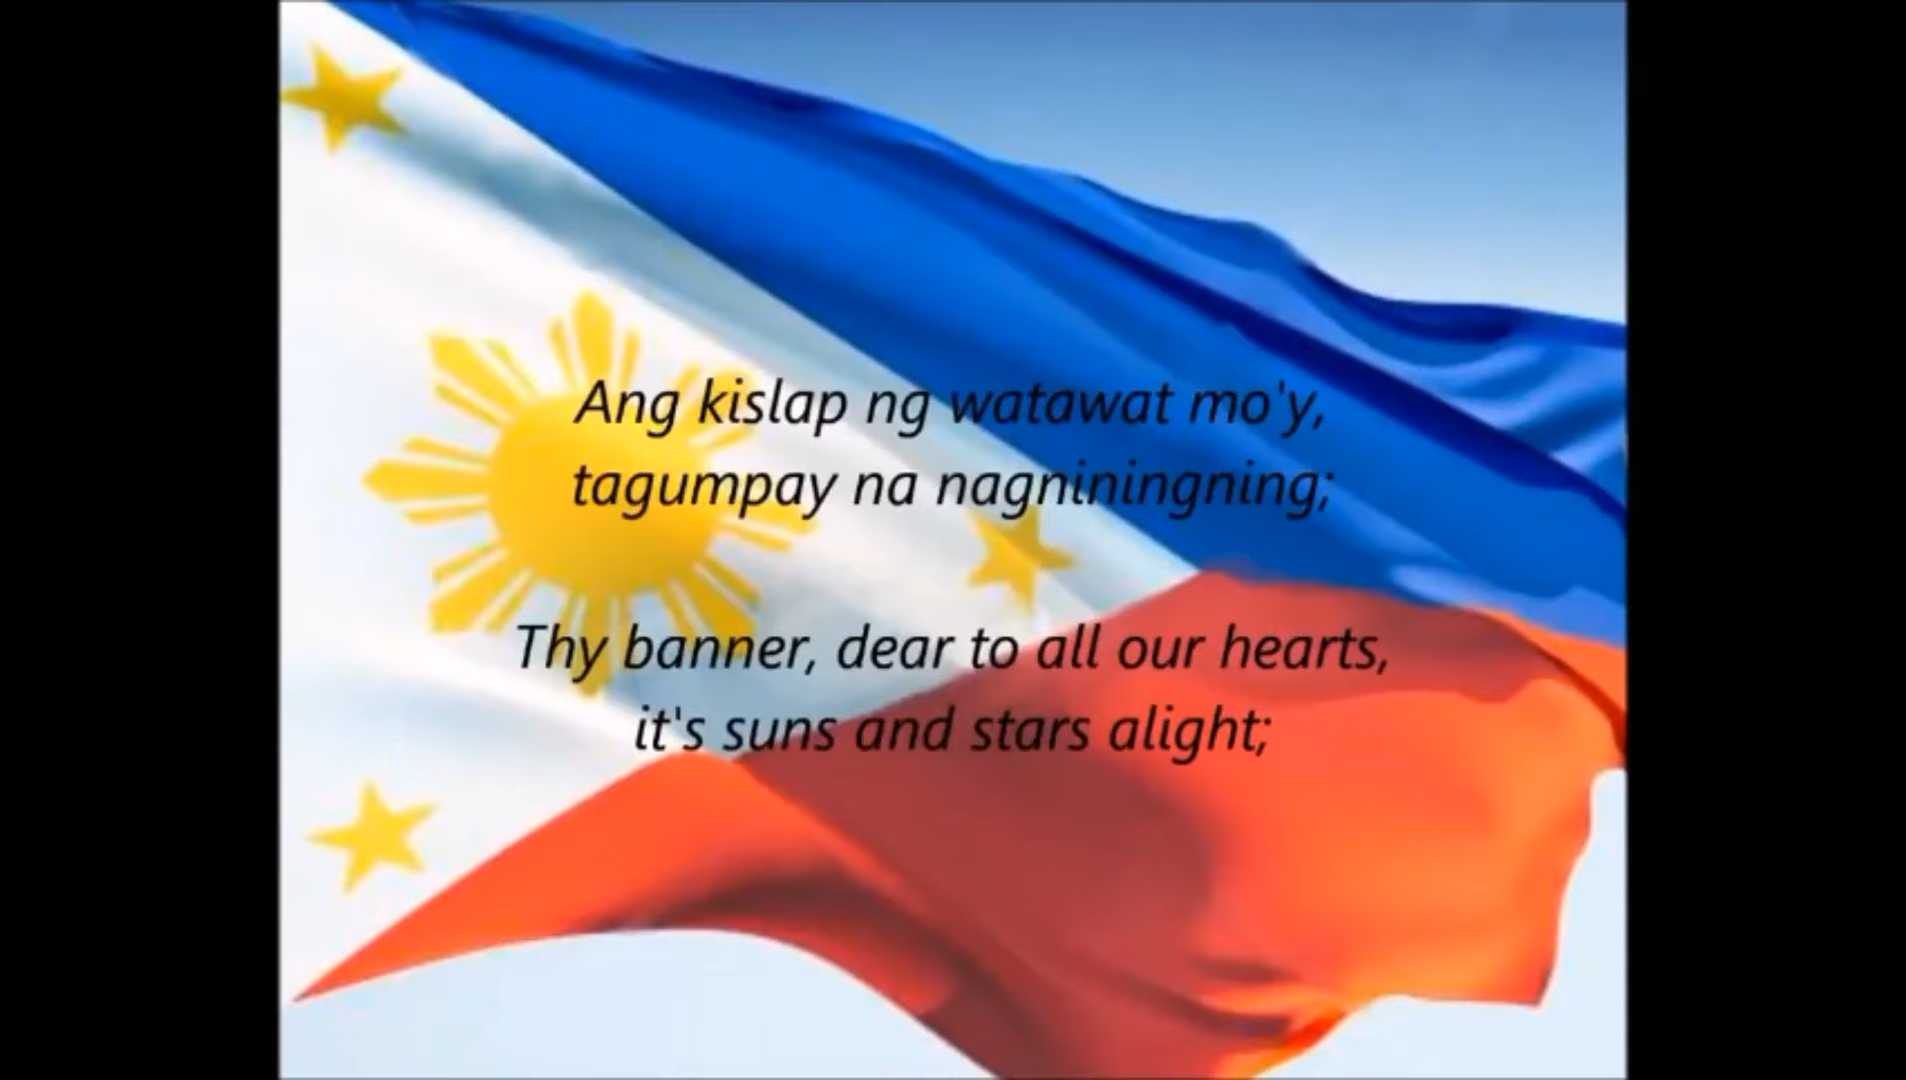 Ang kislap ng watawat mo'y,
tagumpay na nagniningning;
Thy banner, dear to all our hearts,
it's suns and stars alight;